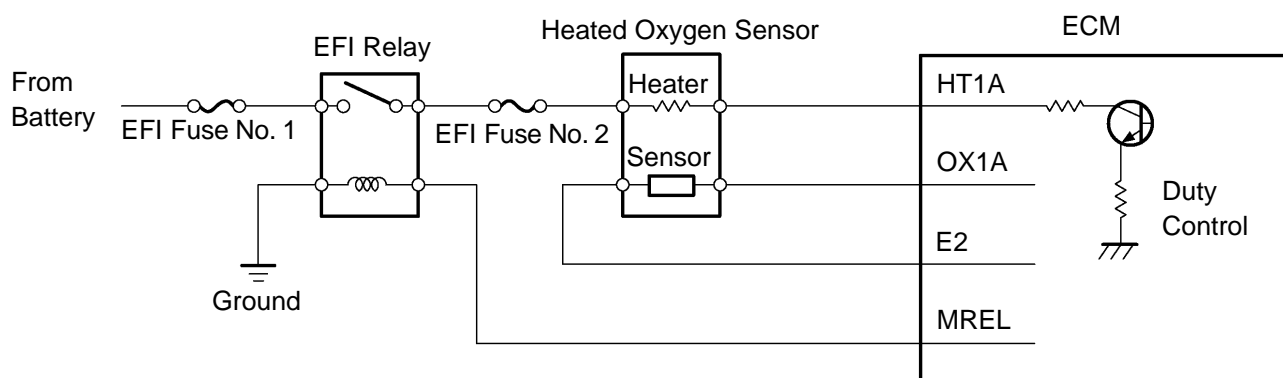 Heated Oxygen Sensor
ECM
EFI Relay
From
Battery
EFI Fuse No. 1
EFI Fuse No. 2
Heater
HT1A
Sensor
OX1A
Duty
Control
E2
Ground
MREL